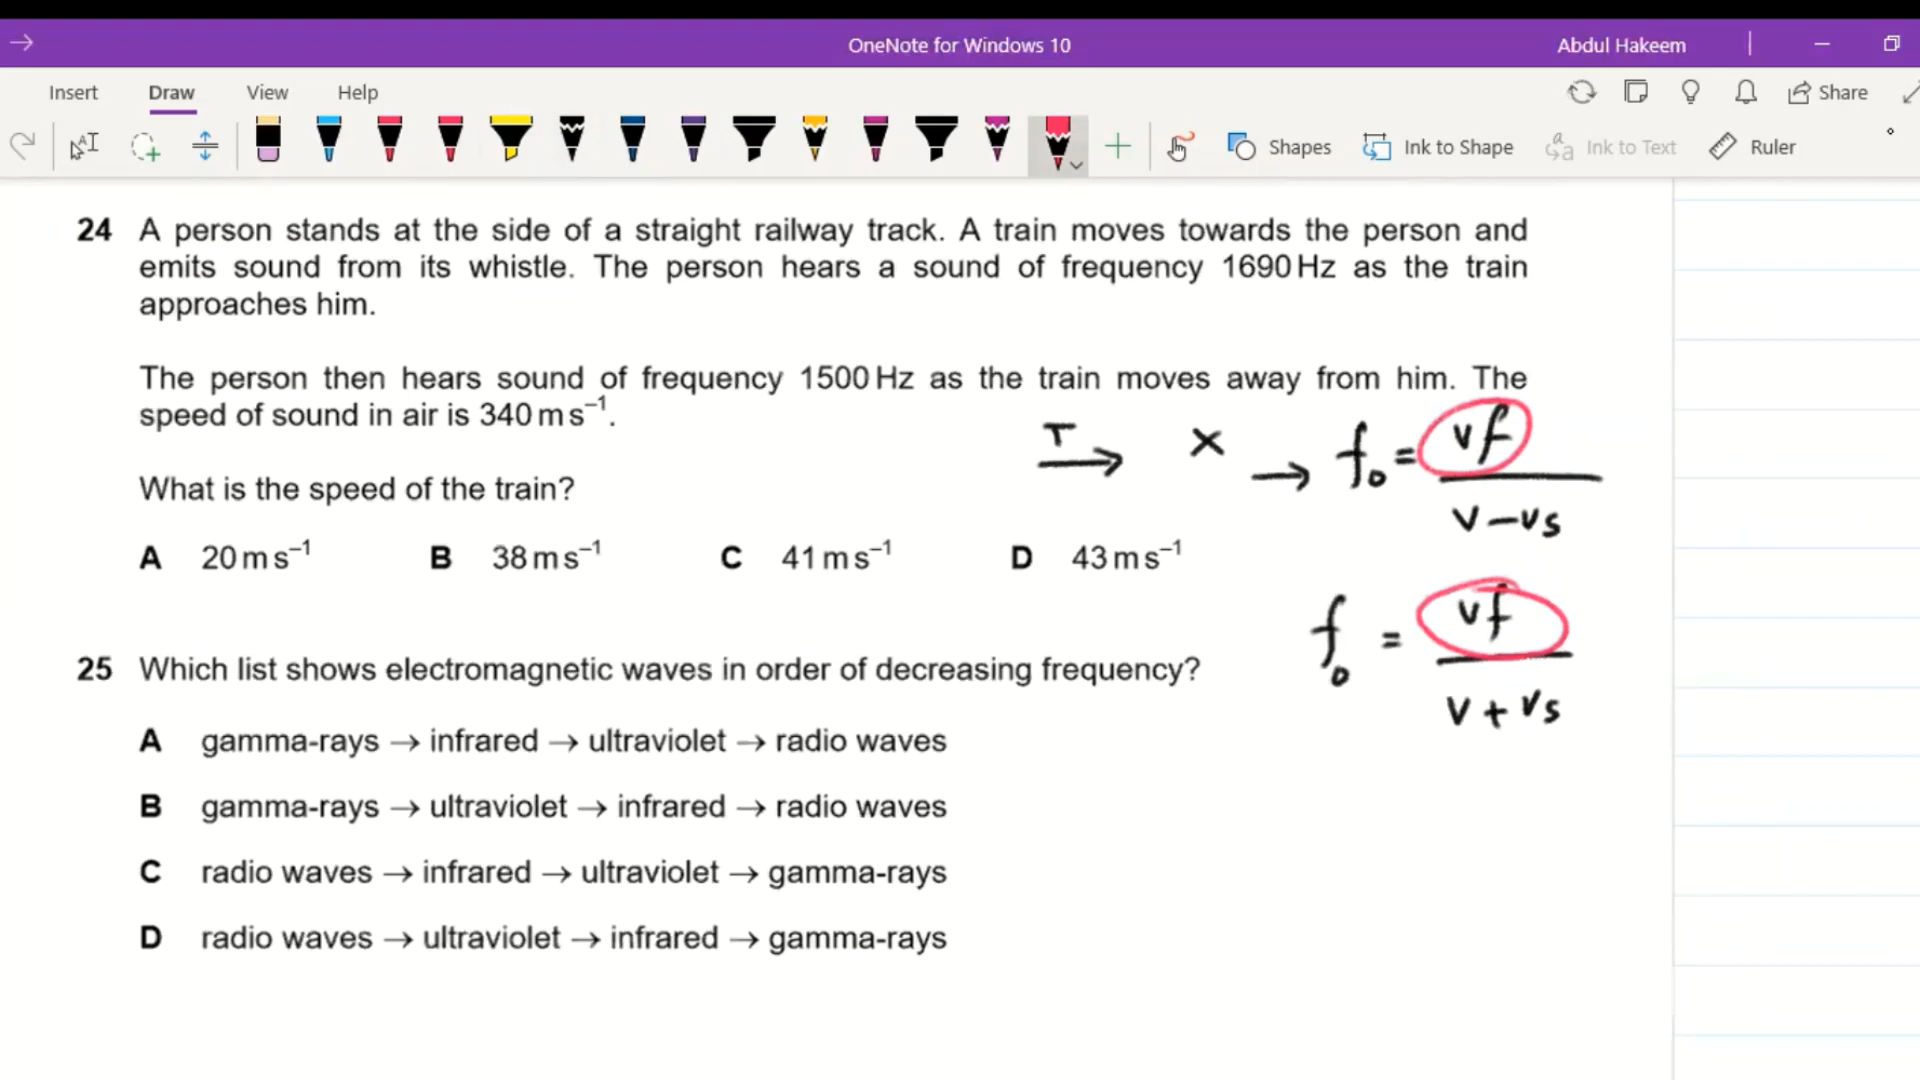 OneNote for Windows 10
Abdul Hakeem
Insert Draw View Help
Share
Shapes Ink to Shape Ink to Text Ruler
24 A person stands at the side of a straight railway track. A train moves towards the person and
emits sound from its whistle. The person hears a sound of frequency 1690 Hz as the train
approaches him.
The person then hears sound of frequency 1500 Hz as the train moves away from him. The
speed of sound in air is 340 m s⁻¹.
T → × → f₀ = vf / v - vs
What is the speed of the train?
A 20 m s⁻¹ B 38 m s⁻¹ C 41 m s⁻¹ D 43 m s⁻¹
f₀ = vf / v + vs
25 Which list shows electromagnetic waves in order of decreasing frequency?
A gamma-rays → infrared → ultraviolet → radio waves
B gamma-rays → ultraviolet → infrared → radio waves
C radio waves → infrared → ultraviolet → gamma-rays
D radio waves → ultraviolet → infrared → gamma-rays